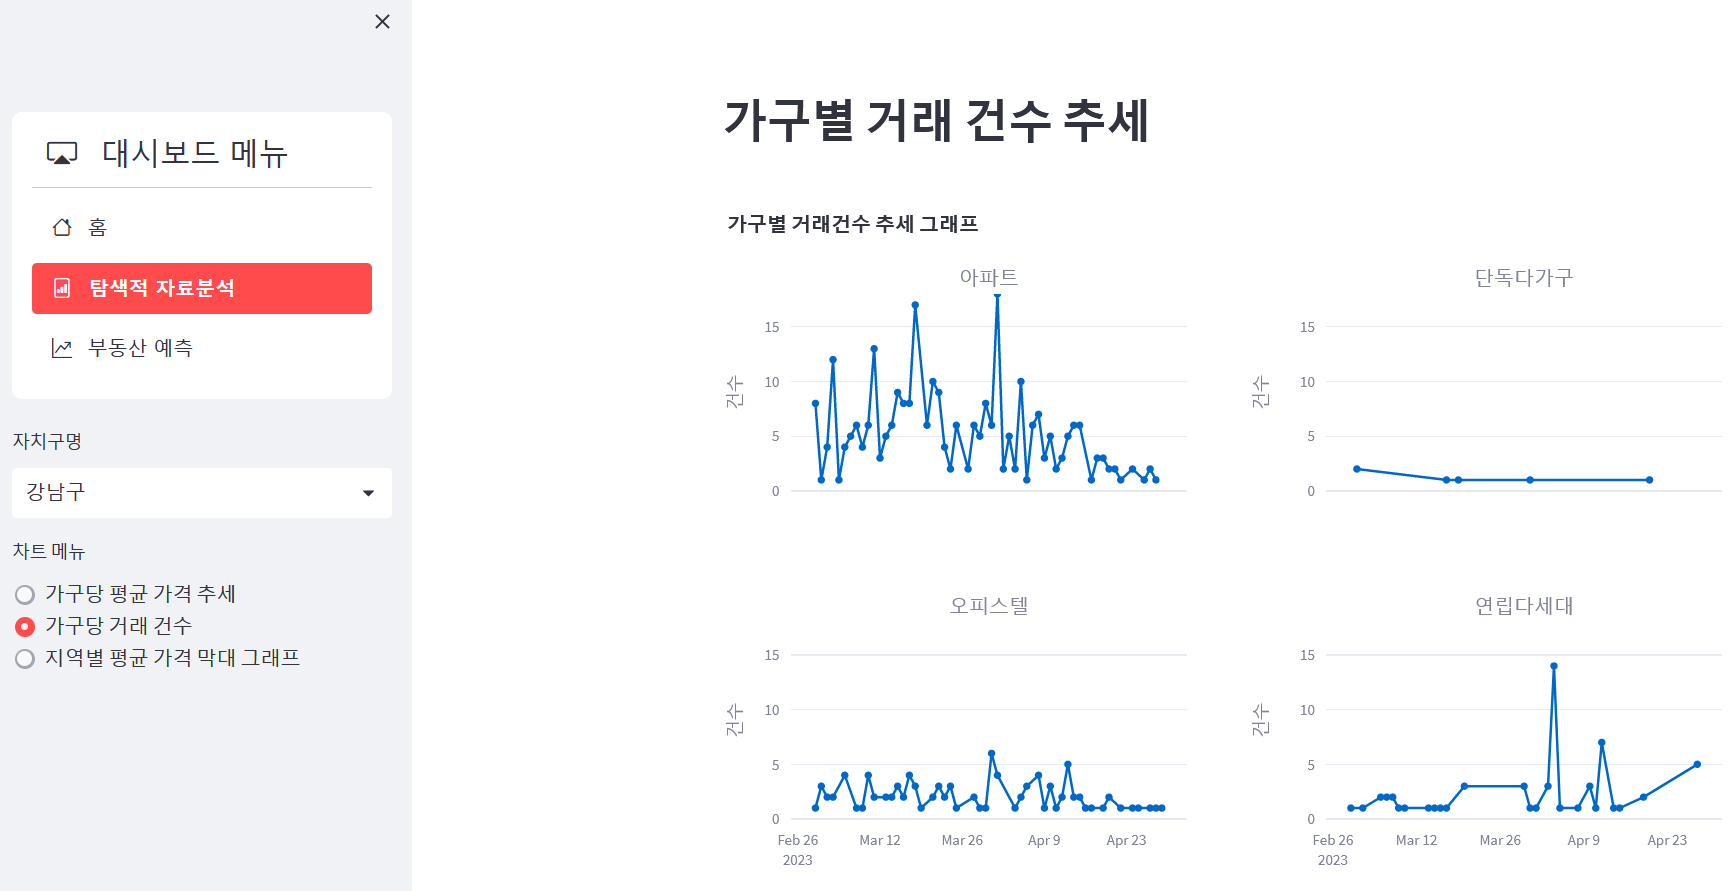 대시보드 메뉴
홈
탐색적 자료분석
부동산 예측
자치구명
강남구
차트 메뉴
가구당 평균 가격 추세
가구당 거래 건수
지역별 평균 가격 막대 그래프
가구별 거래 건수 추세
가구별 거래건수 추세 그래프
아파트
15
10
5
0
건수
단독다가구
15
10
5
0
건수
오피스텔
15
10
5
0
건수
Feb 26 Mar 12 Mar 26 Apr 9 Apr 23
2023
연립다세대
15
10
5
0
건수
Feb 26 Mar 12 Mar 26 Apr 9 Apr 23
2023